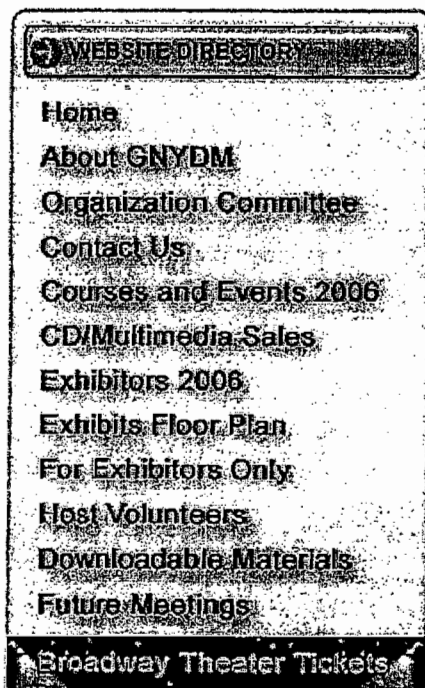 WEBSITE DIRECTORY
Home
About GNYDM
Organization Committee
Contact Us
Courses and Events 2006
CD/Multimedia Sales
Exhibitors 2006
Exhibits Floor Plan
For Exhibitors Only
Host Volunteers
Downloadable Materials
Future Meetings
Broadway Theater Tickets